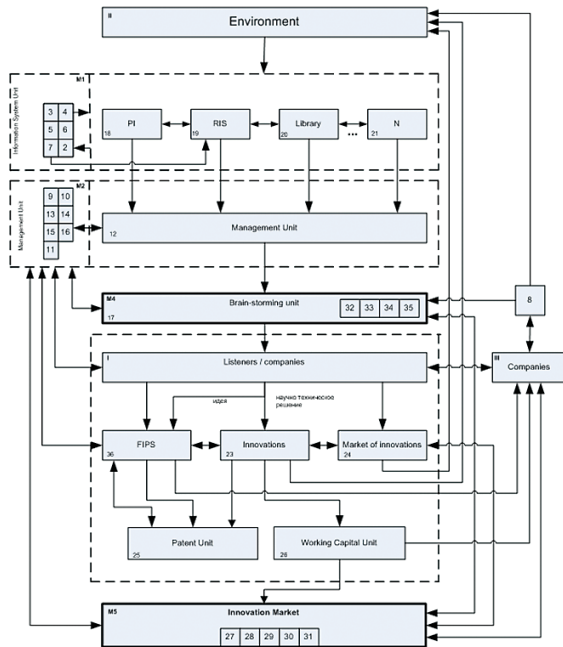 II
Environment
M1
Information System Unit
3 4
5 6
7 2
PI
18
RIS
19
Library
20
...
N
21
M2
Management Unit
9 10
13 14
15 16
11
Management Unit
12
M4
Brain-storming unit
17
32 33 34 35
8
I
Listeners / companies
III
Companies
идея
научно техническое
решение
FIPS
36
Innovations
23
Market of innovations
24
Patent Unit
25
Working Capital Unit
26
M5
Innovation Market
27 28 29 30 31